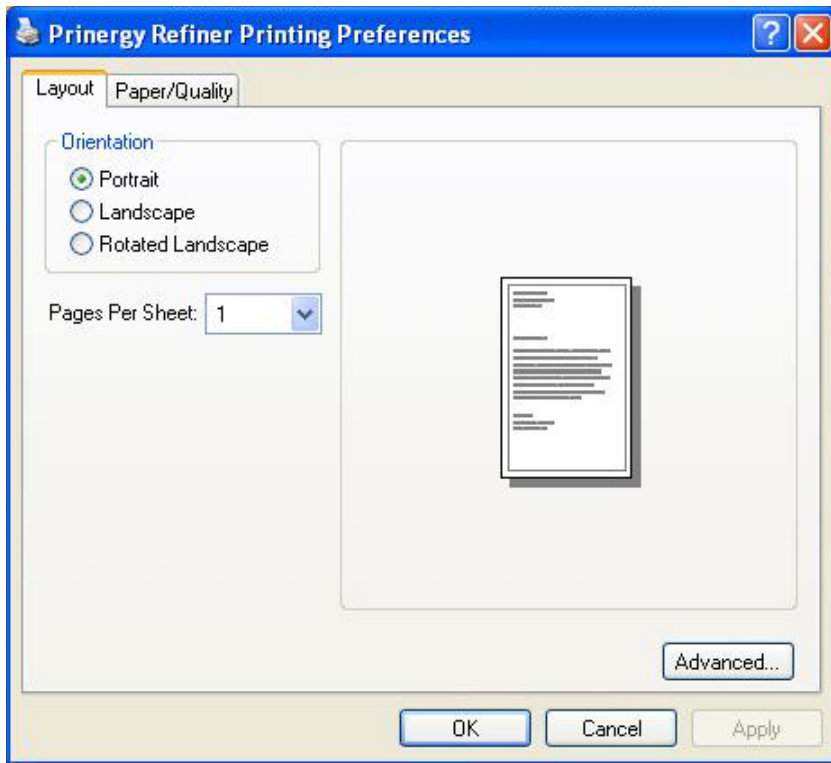 Prinergy Refiner Printing Preferences
Layout Paper/Quality
Orientation
Portrait
Landscape
Rotated Landscape
Pages Per Sheet: 1
Advanced...
OK Cancel Apply